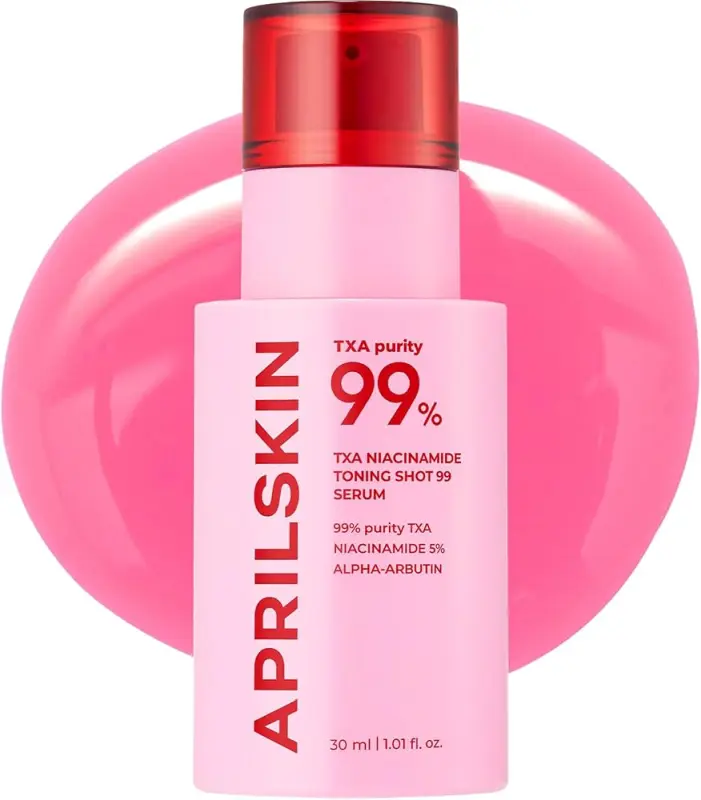 APRILSKIN
TXA purity
99%
TXA NIACINAMIDE
TONING SHOT 99
SERUM
99% purity TXA
NIACINAMIDE 5%
ALPHA-ARBUTIN
30 ml | 1.01 fl. oz.